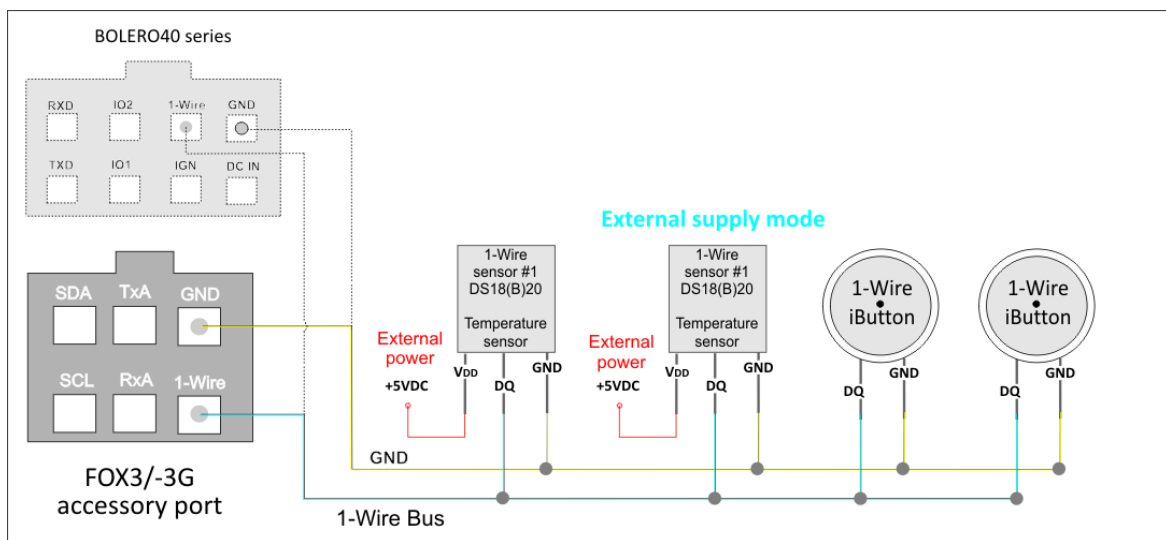 BOLERO40 series
RXD IO2 1-Wire GND
TXD IO1 IGN DC IN
External supply mode
SDA TxA GND
SCL RxA 1-Wire
FOX3/-3G
accessory port
1-Wire
sensor #1
DS18(B)20
Temperature
sensor
External
power
+5VDC
VDD
DQ
GND
1-Wire
sensor #1
DS18(B)20
Temperature
sensor
External
power
+5VDC
VDD
DQ
GND
1-Wire
iButton
DQ
GND
1-Wire
iButton
DQ
GND
GND
1-Wire Bus